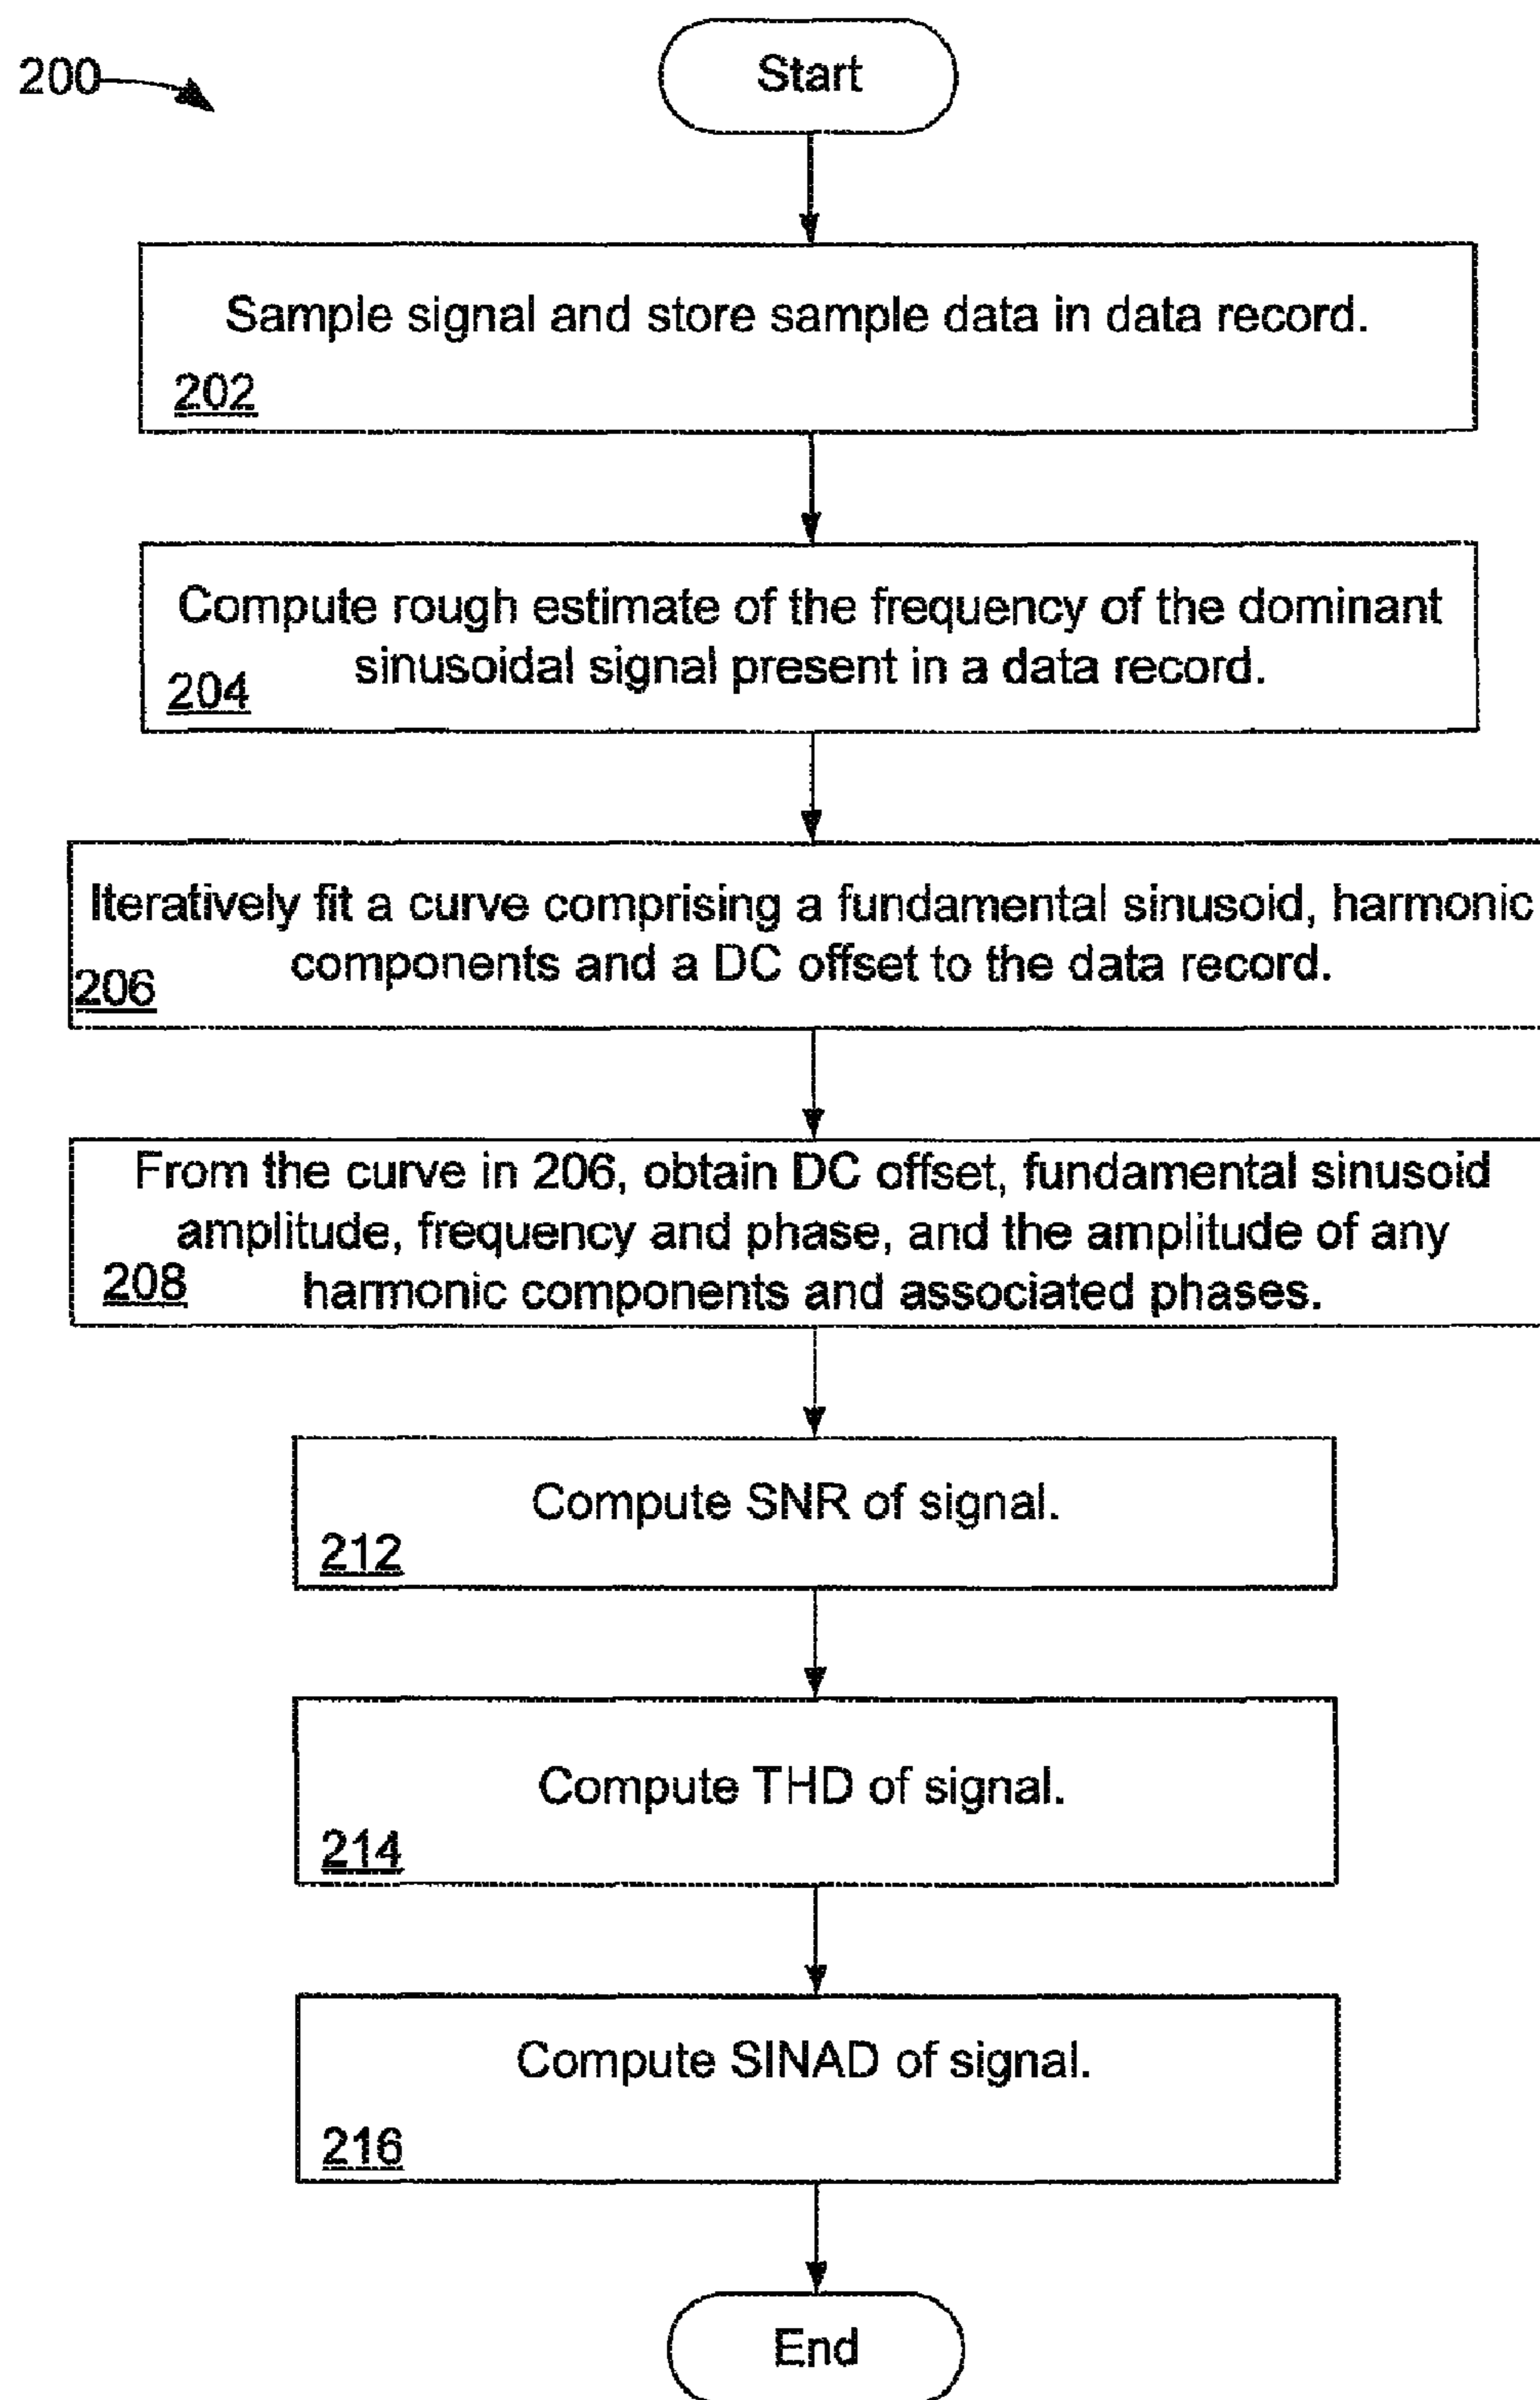 200
Start
Sample signal and store sample data in data record.
202
Compute rough estimate of the frequency of the dominant
sinusoidal signal present in a data record.
204
Iteratively fit a curve comprising a fundamental sinusoid, harmonic
components and a DC offset to the data record.
206
From the curve in 206, obtain DC offset, fundamental sinusoid
amplitude, frequency and phase, and the amplitude of any
harmonic components and associated phases.
208
Compute SNR of signal.
212
Compute THD of signal.
214
Compute SINAD of signal.
216
End